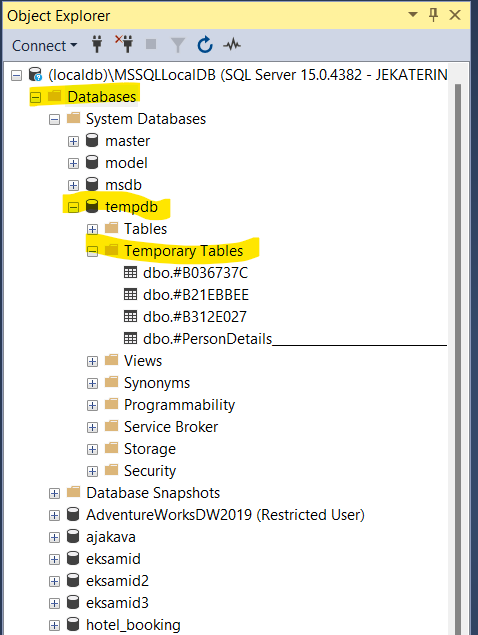 Object Explorer
Connect
(localdb)\MSSQLLocalDB (SQL Server 15.0.4382 - JEKATERIN
Databases
System Databases
master
model
msdb
tempdb
Tables
Temporary Tables
dbo.#B036737C
dbo.#B21EBBEE
dbo.#B312E027
dbo.#PersonDetails______________________
Views
Synonyms
Programmability
Service Broker
Storage
Security
Database Snapshots
AdventureWorksDW2019 (Restricted User)
ajakava
eksamid
eksamid2
eksamid3
hotel_booking